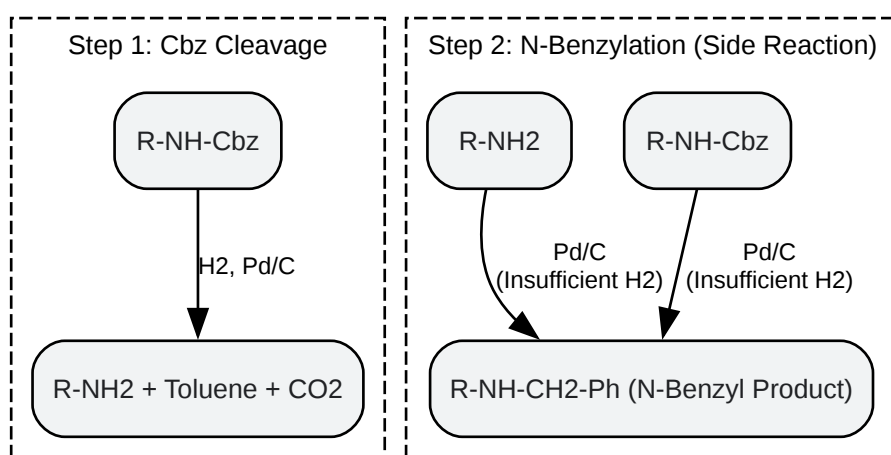 Step 1: Cbz Cleavage
R-NH-Cbz
H2, Pd/C
R-NH2 + Toluene + CO2
Step 2: N-Benzylation (Side Reaction)
R-NH2
R-NH-Cbz
Pd/C
(Insufficient H2)
Pd/C
(Insufficient H2)
R-NH-CH2-Ph (N-Benzyl Product)